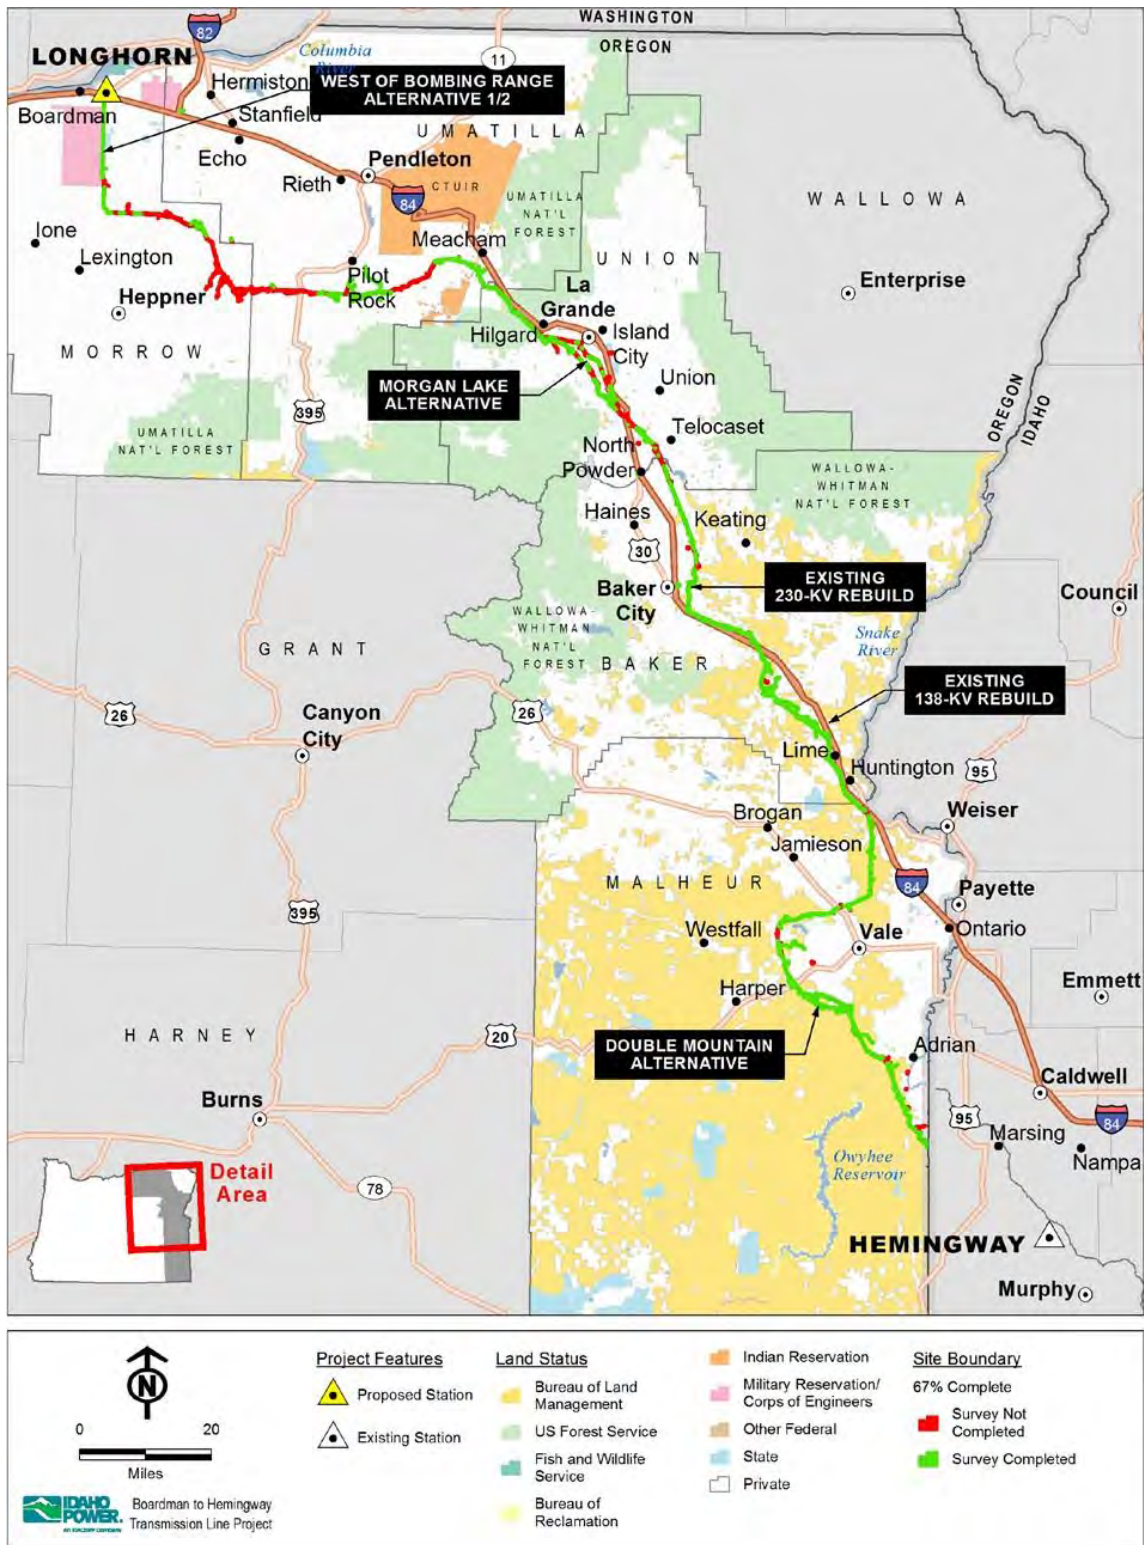 WASHINGTON
OREGON
82
LONGHORN
Columbia
River
11
WEST OF BOMBING RANGE
ALTERNATIVE 1/2
Hermiston
Boardman
Stanfield
UMATILLA
Echo
Pendleton
Rieth
CTUIR
84
UMATILLA
NAT'L
FOREST
WALLOWA
Ione
Meacham
UNION
Lexington
Pilot
Rock
Heppner
La
Grande
Enterprise
Hilgard
Island
City
MORROW
MORGAN LAKE
ALTERNATIVE
Union
395
OREGON
IDAHO
UMATILLA
NAT'L FOREST
Telocaset
North
Powder
WALLOWA-
WHITMAN
NAT'L FOREST
Haines
Keating
30
EXISTING
230-KV REBUILD
Baker
City
Council
WALLOWA-
WHITMAN
NAT'L
FOREST
Snake
River
GRANT
BAKER
EXISTING
138-KV REBUILD
26
Canyon
City
26
Lime
Huntington
95
Brogan
Weiser
Jamieson
MALHEUR
84
Payette
395
Westfall
Vale
Ontario
Harper
Emmett
HARNEY
20
DOUBLE MOUNTAIN
ALTERNATIVE
Adrian
Caldwell
Burns
95
84
Marsing
Nampa
Detail
Area
Owyhee
Reservoir
78
HEMINGWAY
Murphy
N
0 20
Miles
IDAHO
POWER
AN IDACORP COMPANY
Boardman to Hemingway
Transmission Line Project
Project Features
Proposed Station
Existing Station
Land Status
Bureau of Land
Management
US Forest Service
Fish and Wildlife
Service
Bureau of
Reclamation
Indian Reservation
Military Reservation/
Corps of Engineers
Other Federal
State
Private
Site Boundary
67% Complete
Survey Not
Completed
Survey Completed